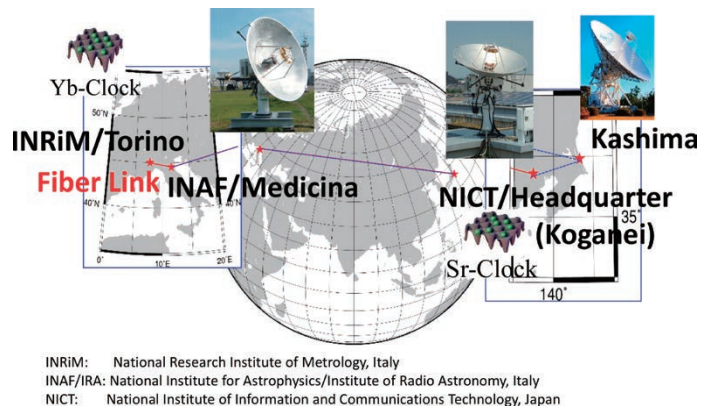 Yb-Clock
50˚N
INRiM/Torino
Fiber Link
INAF/Medicina
40˚N
40˚N
0˚
10˚E
20˚E
Kashima
NICT/Headquarter
(Koganei)
35˚
Sr-Clock
140˚
INRiM: National Research Institute of Metrology, Italy
INAF/IRA: National Institute for Astrophysics/Institute of Radio Astronomy, Italy
NICT: National Institute of Information and Communications Technology, Japan